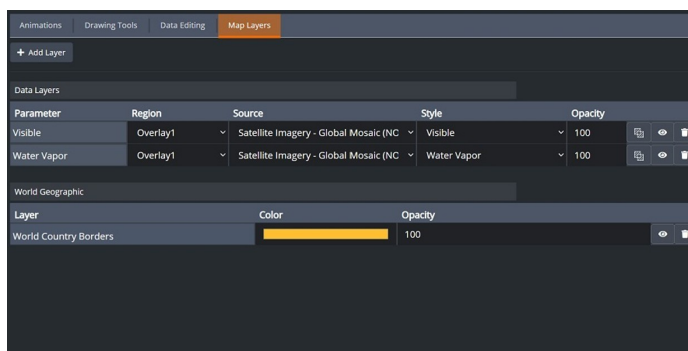 Animations Drawing Tools Data Editing Map Layers
+ Add Layer
Data Layers
Parameter Region Source Style Opacity
Visible Overlay1 Satellite Imagery - Global Mosaic (NC Visible 100
Water Vapor Overlay1 Satellite Imagery - Global Mosaic (NC Water Vapor 100
World Geographic
Layer Color Opacity
World Country Borders 100